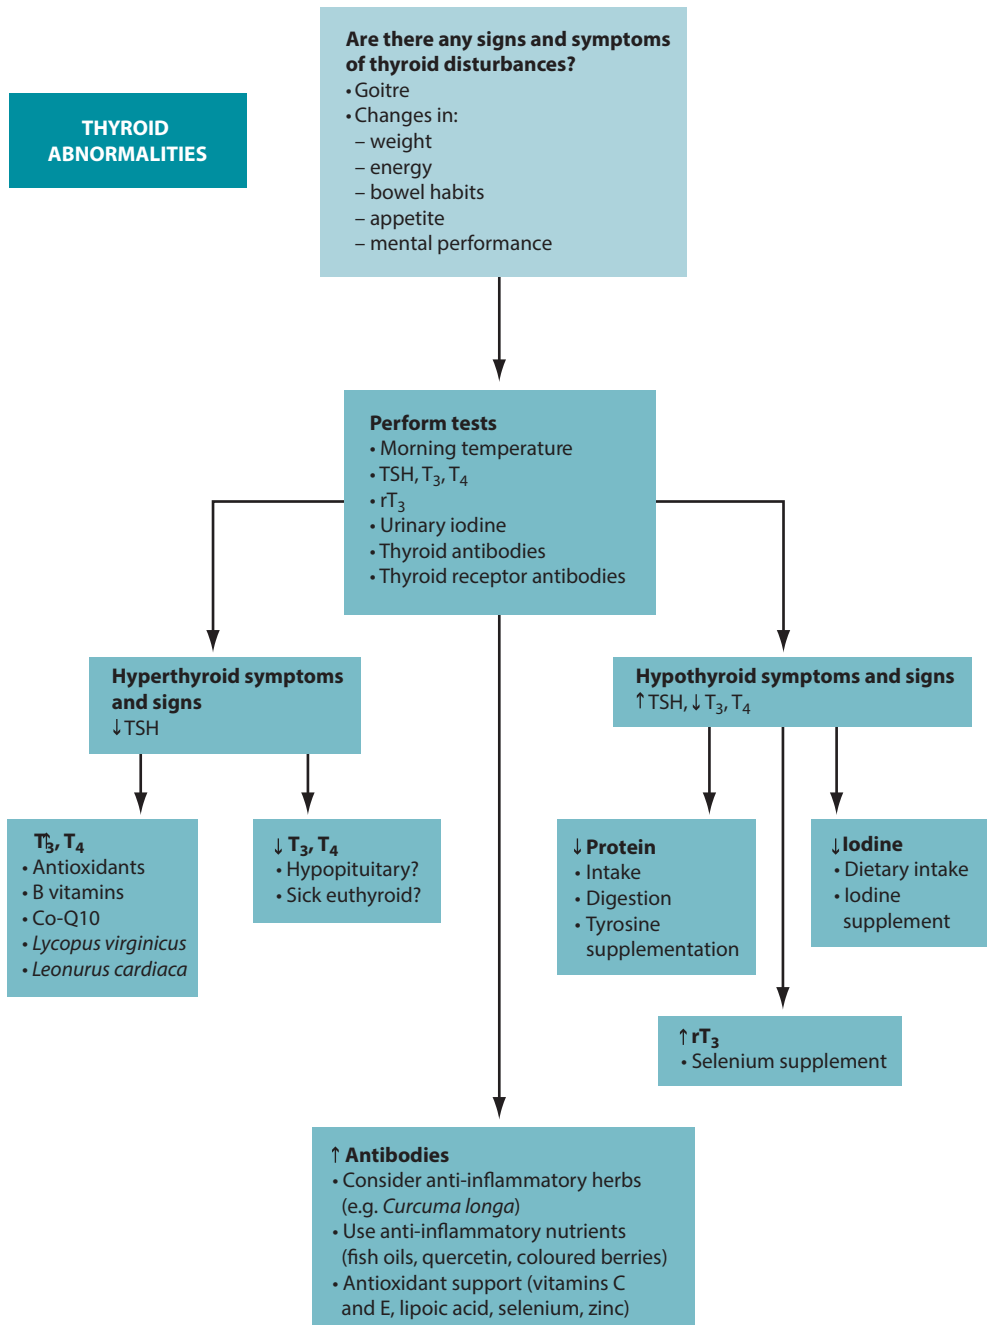 THYROID
ABNORMALITIES
Are there any signs and symptoms
of thyroid disturbances?
• Goitre
• Changes in:
– weight
– energy
– bowel habits
– appetite
– mental performance
Perform tests
• Morning temperature
• TSH, T₃, T₄
• rT₃
• Urinary iodine
• Thyroid antibodies
• Thyroid receptor antibodies
Hyperthyroid symptoms
and signs
↓TSH
↑T₃, T₄
• Antioxidants
• B vitamins
• Co-Q10
• Lycopus virginicus
• Leonurus cardiaca
↓ T₃, T₄
• Hypopituitary?
• Sick euthyroid?
Hypothyroid symptoms and signs
↑TSH, ↓T₃, T₄
↓Protein
• Intake
• Digestion
• Tyrosine
supplementation
↓Iodine
• Dietary intake
• Iodine
supplement
↑ rT₃
• Selenium supplement
↑ Antibodies
• Consider anti-inflammatory herbs
(e.g. Curcuma longa)
• Use anti-inflammatory nutrients
(fish oils, quercetin, coloured berries)
• Antioxidant support (vitamins C
and E, lipoic acid, selenium, zinc)